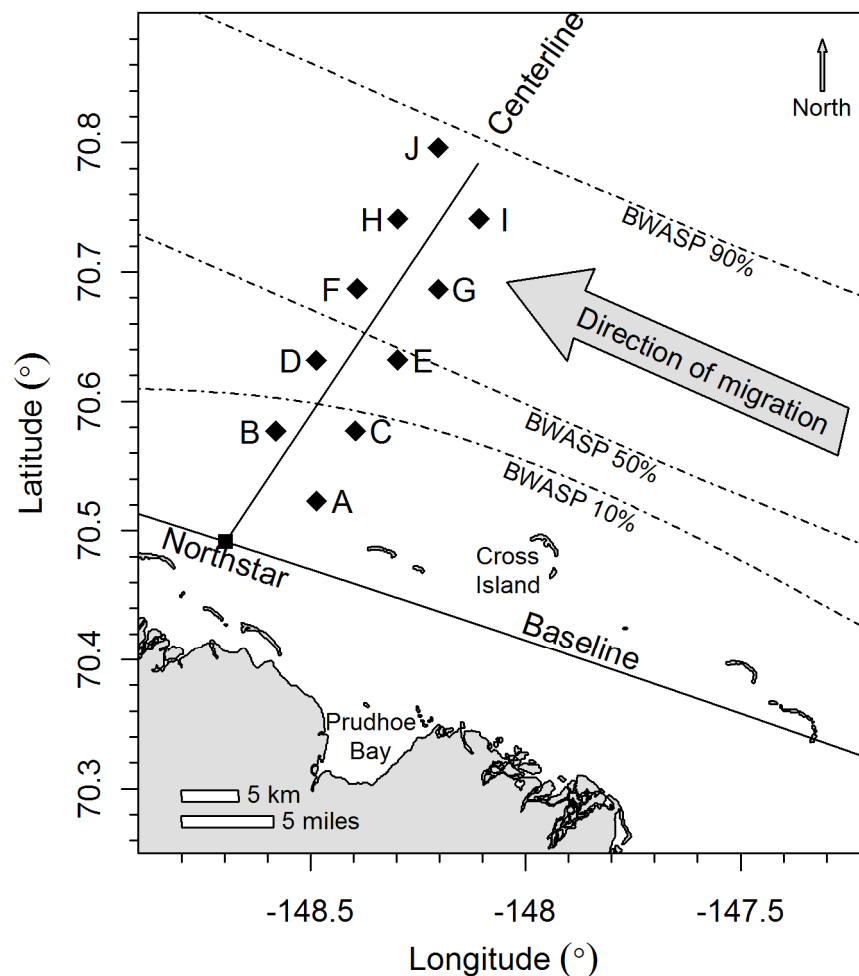 Centerline
North
J
H
I
BWASP 90%
F
G
Direction of migration
D
E
B
C
BWASP 50%
BWASP 10%
A
Northstar
Cross
Island
Baseline
Prudhoe
Bay
5 km
5 miles
70.8
70.7
70.6
70.5
70.4
70.3
Latitude (°)
-148.5
-148
-147.5
Longitude (°)